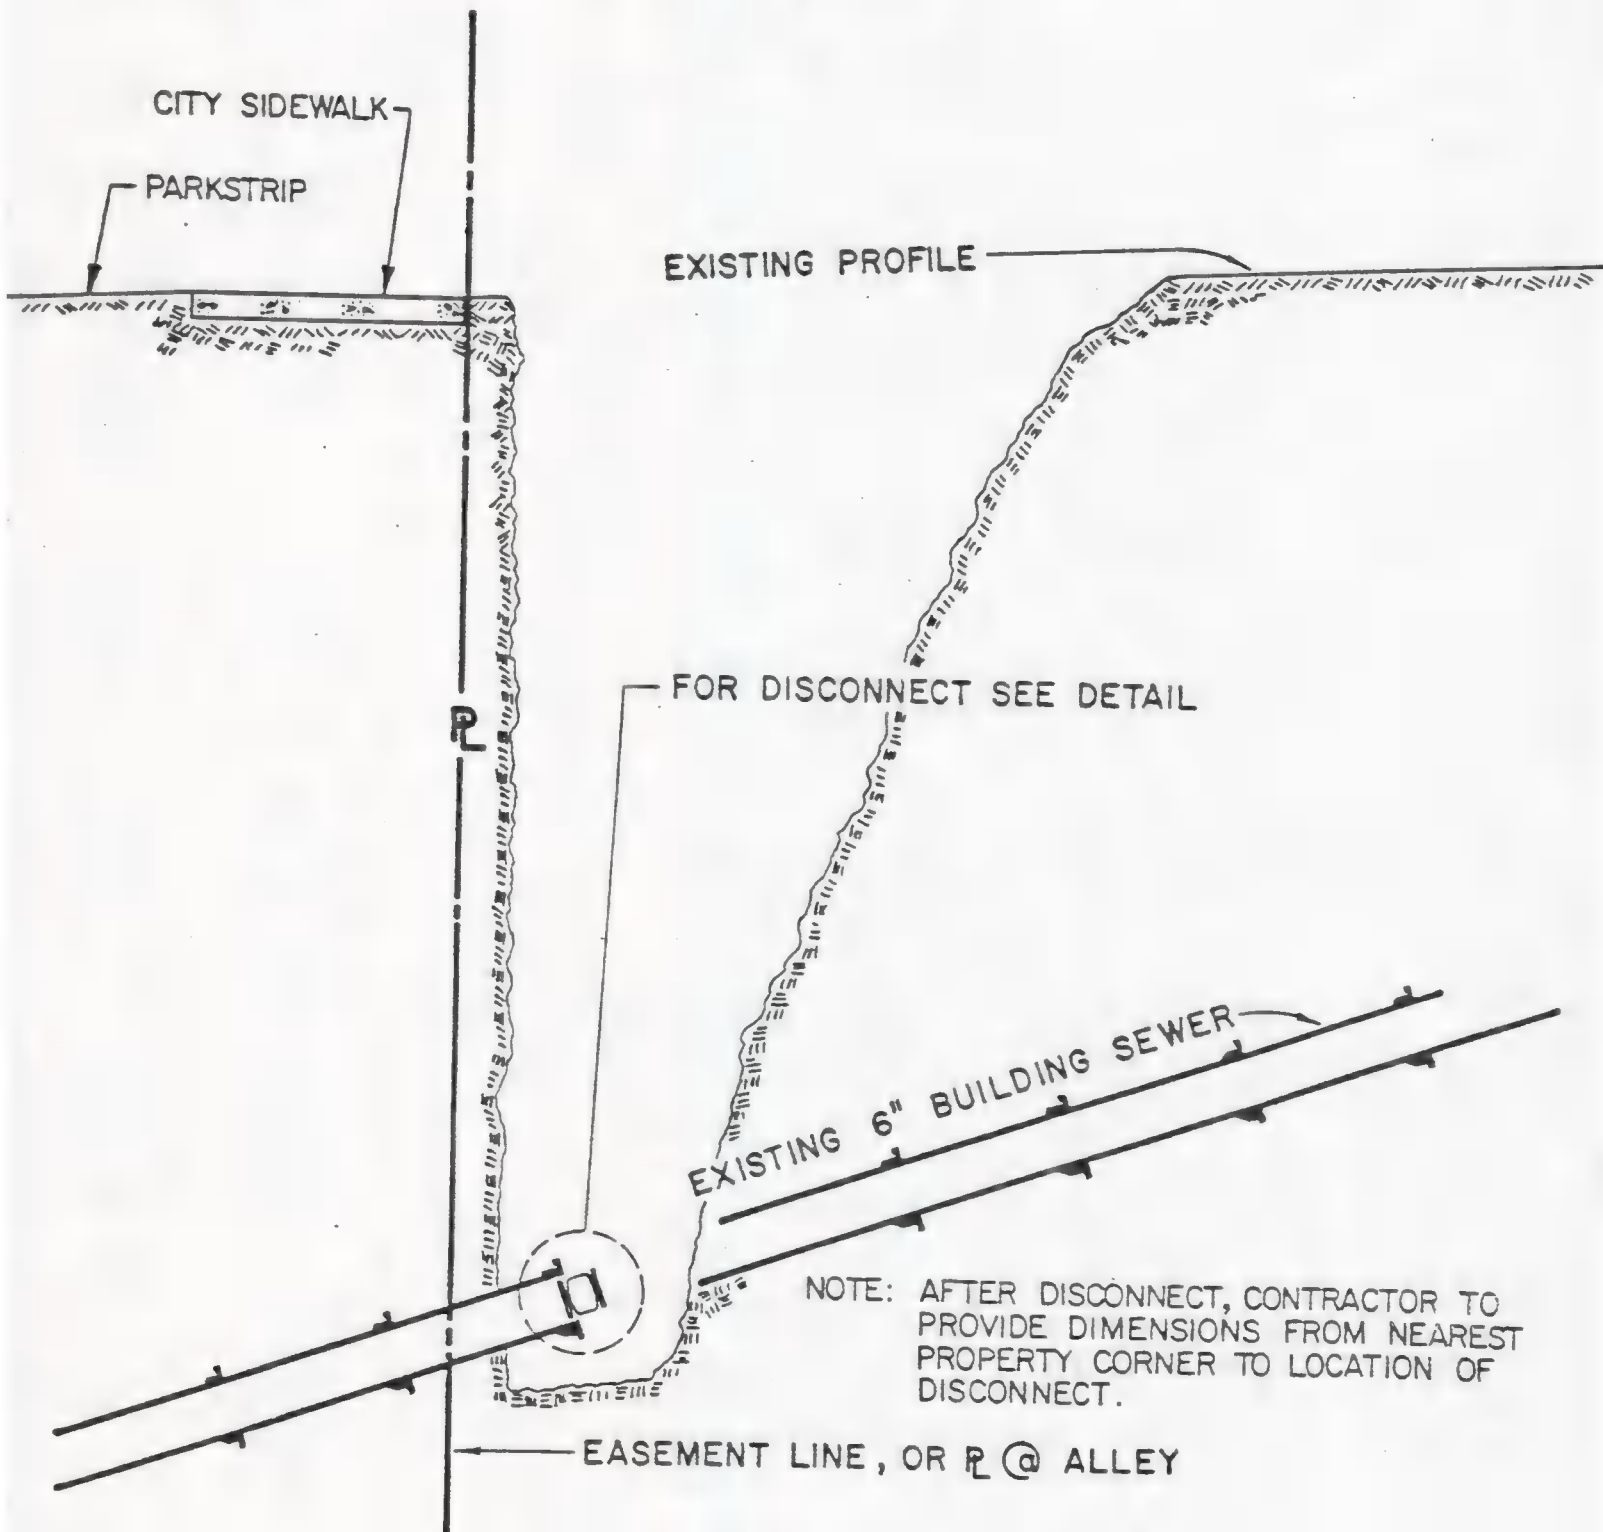 CITY SIDEWALK
PARKSTRIP
EXISTING PROFILE
FOR DISCONNECT SEE DETAIL
PL
EXISTING 6" BUILDING SEWER
NOTE: AFTER DISCONNECT, CONTRACTOR TO
PROVIDE DIMENSIONS FROM NEAREST
PROPERTY CORNER TO LOCATION OF
DISCONNECT.
EASEMENT LINE, OR PL @ ALLEY